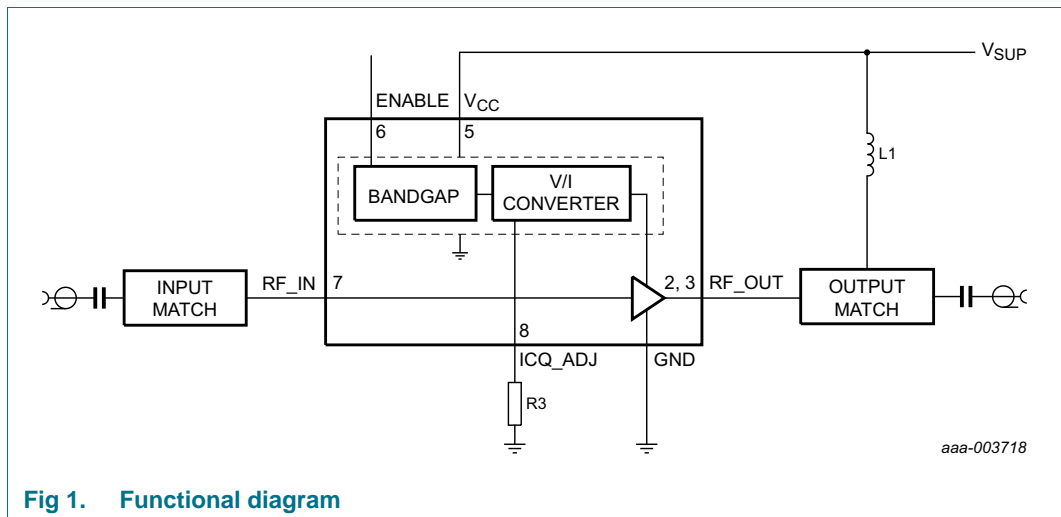 V_SUP
ENABLE V_CC
6 5
L1
BANDGAP
V/I
CONVERTER
INPUT
MATCH
RF_IN 7
2, 3 RF_OUT
OUTPUT
MATCH
8
ICQ_ADJ GND
R3
aaa-003718
Fig 1. Functional diagram